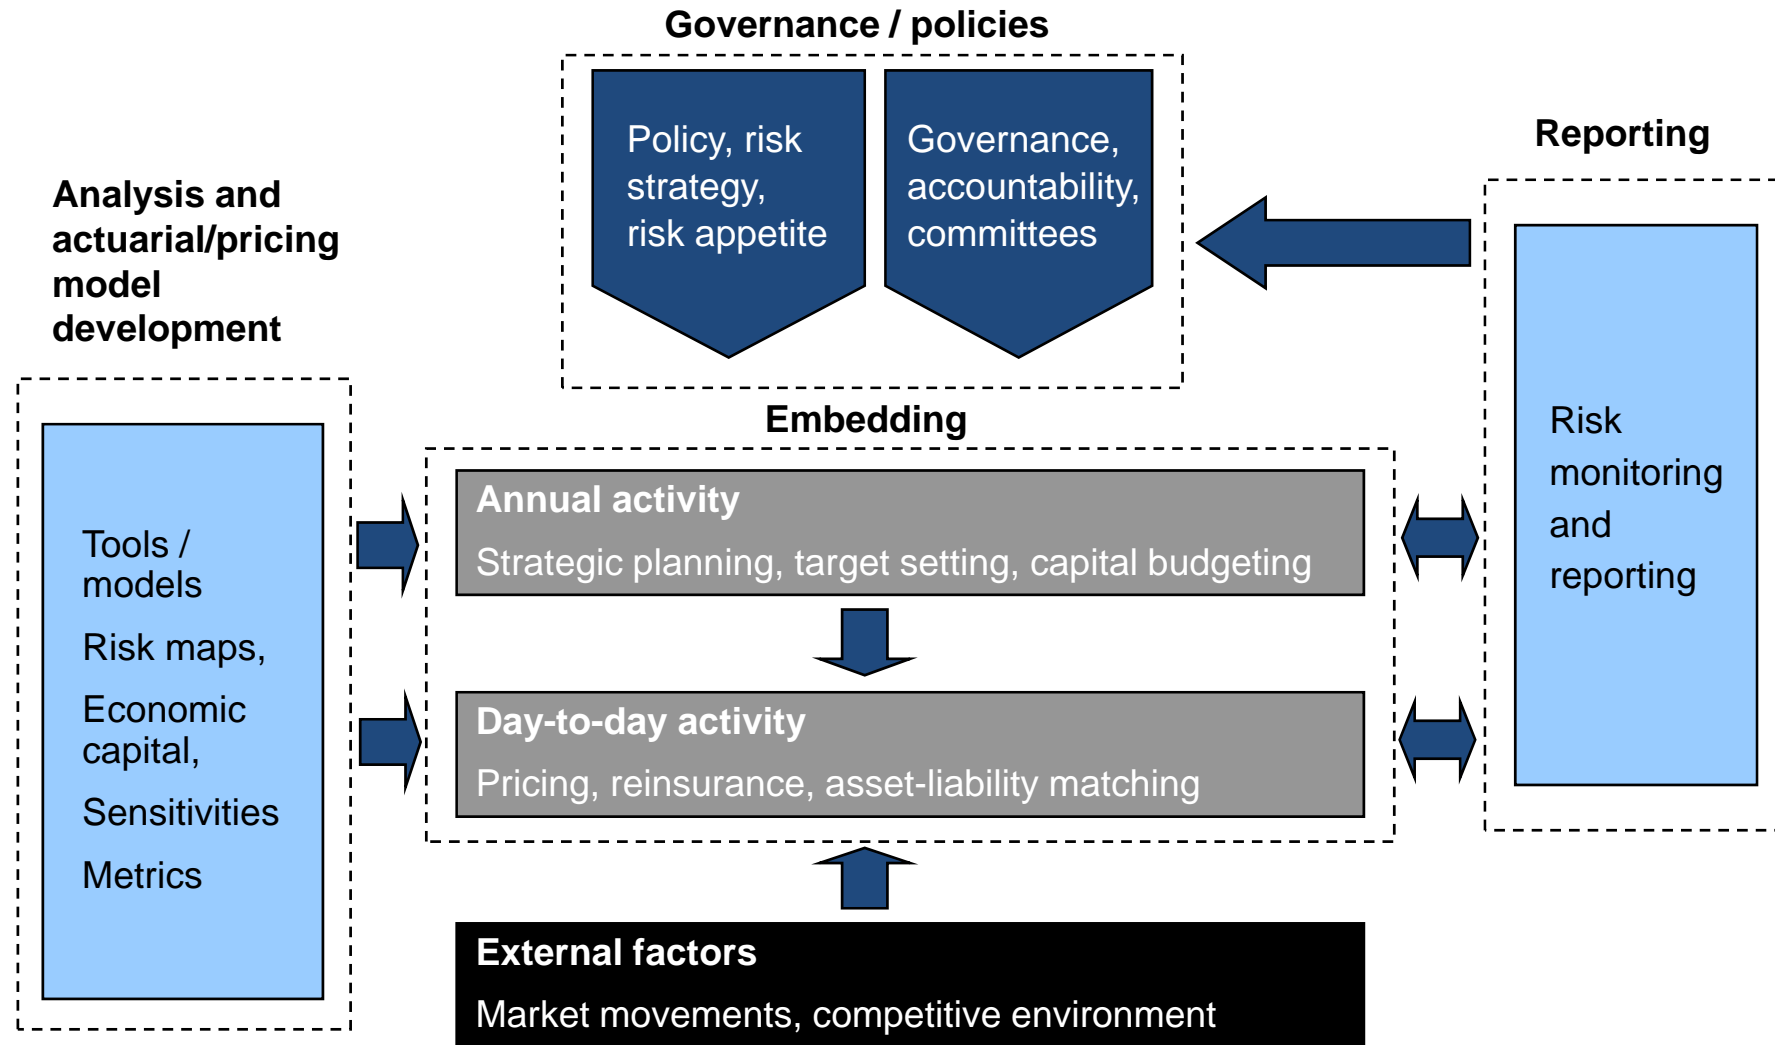 Governance / policies
Policy, risk
strategy,
risk appetite
Governance,
accountability,
committees
Reporting
Risk
monitoring
and
reporting
Analysis and
actuarial/pricing
model
development
Tools /
models
Risk maps,
Economic
capital,
Sensitivities
Metrics
Embedding
Annual activity
Strategic planning, target setting, capital budgeting
Day-to-day activity
Pricing, reinsurance, asset-liability matching
External factors
Market movements, competitive environment